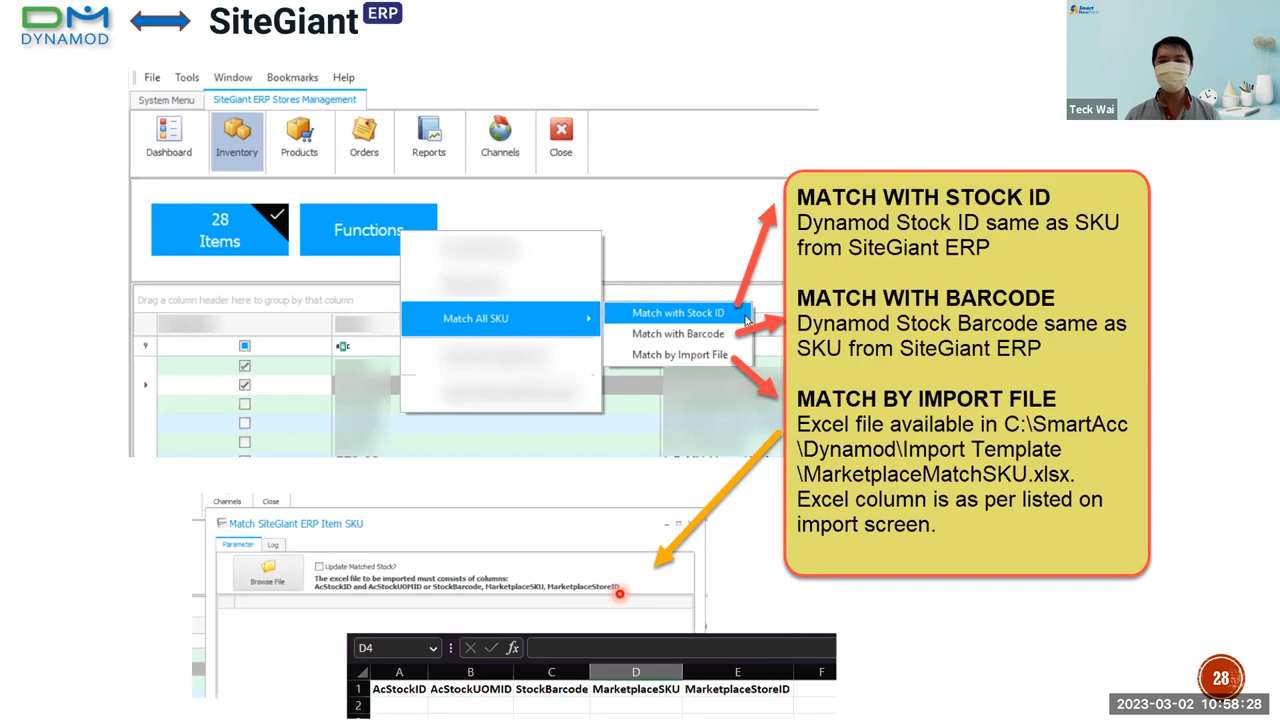 DM
DYNAMOD
SiteGiant ERP
Teck Wai
File Tools Window Bookmarks Help
System Menu SiteGiant ERP Stores Management
Dashboard Inventory Products Orders Reports Channels Close
28
Items
Functions
Drag a column header here to group by that column
Match All SKU
Match with Stock ID
Match with Barcode
Match by Import File
MATCH WITH STOCK ID
Dynamod Stock ID same as SKU
from SiteGiant ERP
MATCH WITH BARCODE
Dynamod Stock Barcode same as
SKU from SiteGiant ERP
MATCH BY IMPORT FILE
Excel file available in C:\SmartAcc
\Dynamod\Import Template
\MarketplaceMatchSKU.xlsx.
Excel column is as per listed on
import screen.
Channels Close
Match SiteGiant ERP Item SKU
Parameter Log
Browse File
Update Matched Stock?
The excel file to be imported must consists of columns:
AcStockID and AcStockUOMID or StockBarcode, MarketplaceSKU, MarketplaceStoreID
D4 fx
A B C D E F
1 AcStockID AcStockUOMID StockBarcode MarketplaceSKU MarketplaceStoreID
2
28
2023-03-02 10:58:28